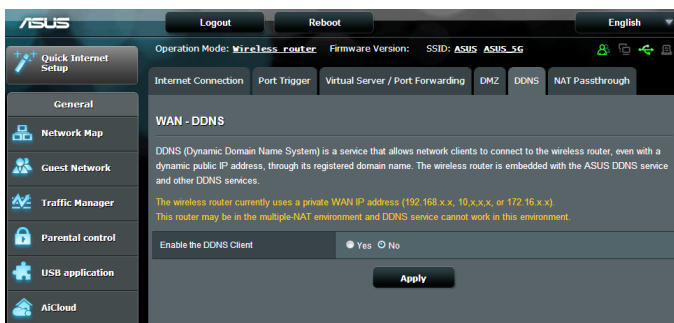 ASUS
Logout
Reboot
English
Quick Internet
Setup
Operation Mode: Wireless router Firmware Version: SSID: ASUS ASUS_5G
Internet Connection
Port Trigger
Virtual Server / Port Forwarding
DMZ
DDNS
NAT Passthrough
General
Network Map
Guest Network
Traffic Manager
Parental control
USB application
AiCloud
WAN - DDNS
DDNS (Dynamic Domain Name System) is a service that allows network clients to connect to the wireless router, even with a
dynamic public IP address, through its registered domain name. The wireless router is embedded with the ASUS DDNS service
and other DDNS services.
The wireless router currently uses a private WAN IP address (192.168.x.x, 10,x,x,x, or 172.16.x.x).
This router may be in the multiple-NAT environment and DDNS service cannot work in this environment.
Enable the DDNS Client
Yes
No
Apply